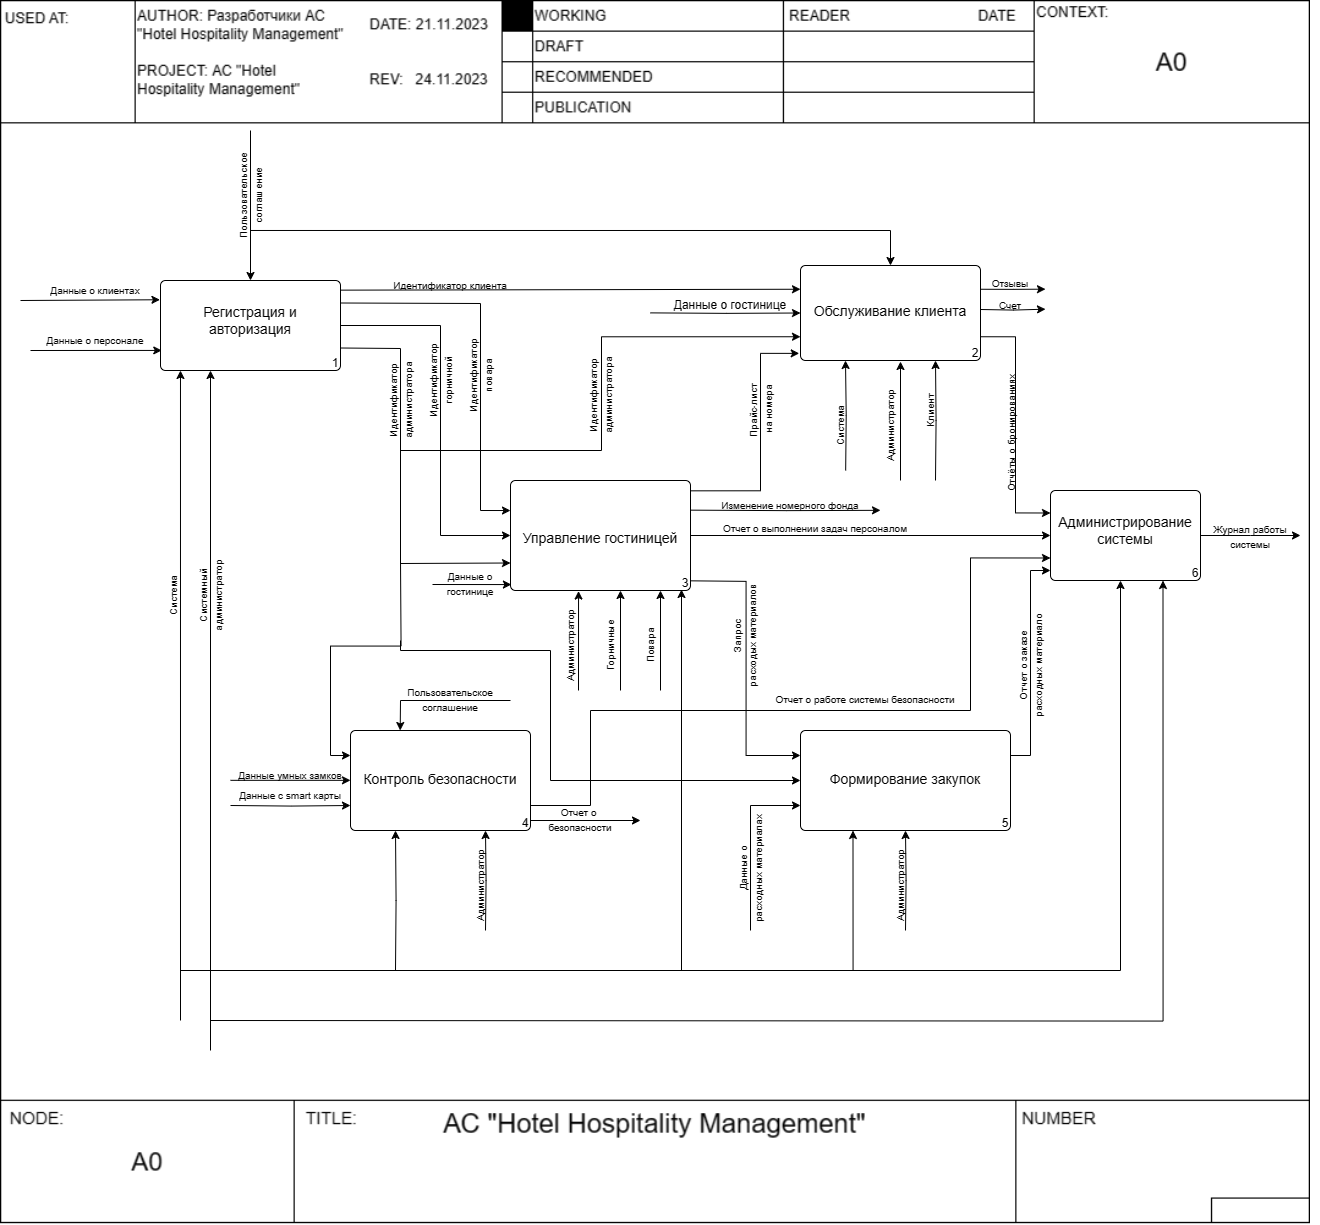 USED AT:
AUTHOR: Разработчики АС
"Hotel Hospitality Management"
DATE: 21.11.2023
PROJECT: АС "Hotel
Hospitality Management"
REV: 24.11.2023
WORKING
DRAFT
RECOMMENDED
PUBLICATION
READER
DATE
CONTEXT:
A0
Пользовательское
соглашение
Данные о клиентах
Данные о персонале
Регистрация и
авторизация
1
Идентификатор клиента
Данные о гостинице
Обслуживание клиента
2
Отзывы
Счет
Идентификатор
администратора
Идентификатор
горничной
Идентификатор
повара
Идентификатор
администратора
Прайс-лист
на номера
Система
Администратор
Клиент
Отчёты о бронированиях
Управление гостиницей
3
Изменение номерного фонда
Отчет о выполнении задач персоналом
Администрирование
системы
6
Журнал работы
системы
Данные о
гостинице
Система
Системный
администратор
Администратор
Горничные
Повара
Запрос
расходых материалов
Отчет о заказе
расходных материало
Пользовательское
соглашение
Отчет о работе системы безопасности
Данные умных замков
Данные с smart карты
Контроль безопасности
4
Отчет о
безопасности
Формирование закупок
5
Администратор
Данные о
расходных материалах
Администратор
NODE:
A0
TITLE:
АС "Hotel Hospitality Management"
NUMBER